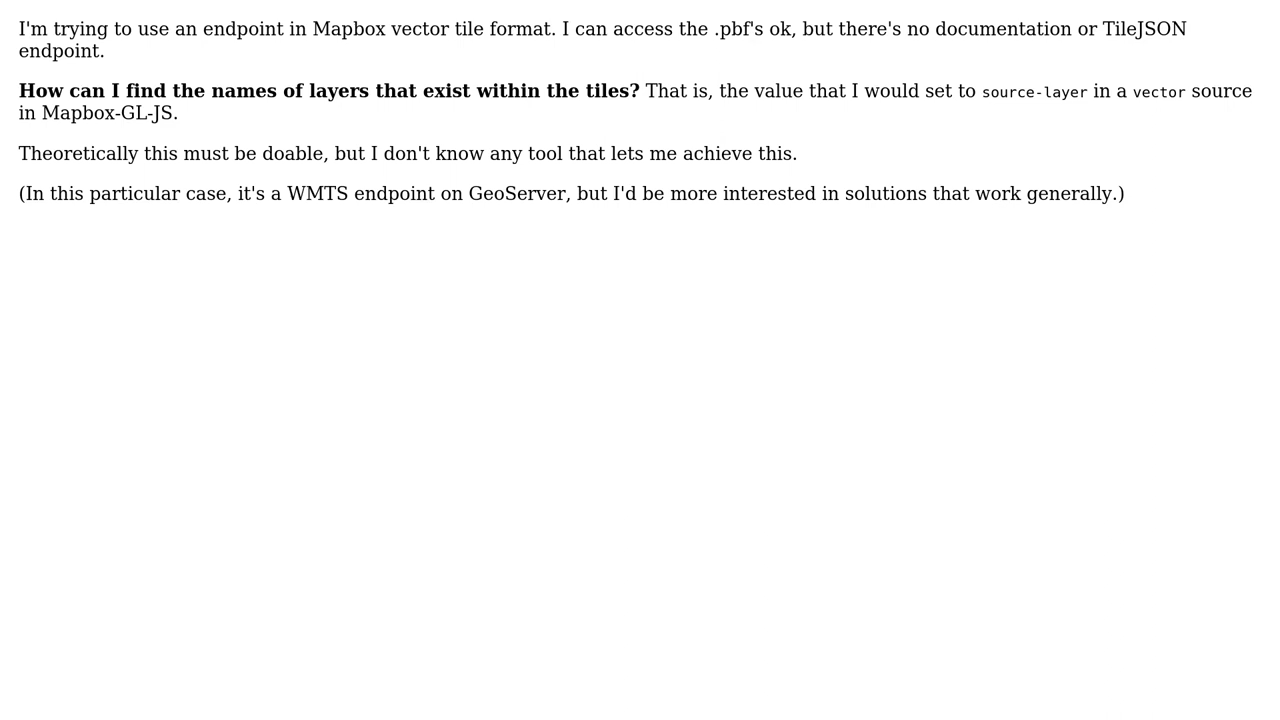 I'm trying to use an endpoint in Mapbox vector tile format. I can access the .pbf's ok, but there's no documentation or TileJSON
endpoint.
How can I find the names of layers that exist within the tiles? That is, the value that I would set to source-layer in a vector source
in Mapbox-GL-JS.
Theoretically this must be doable, but I don't know any tool that lets me achieve this.
(In this particular case, it's a WMTS endpoint on GeoServer, but I'd be more interested in solutions that work generally.)